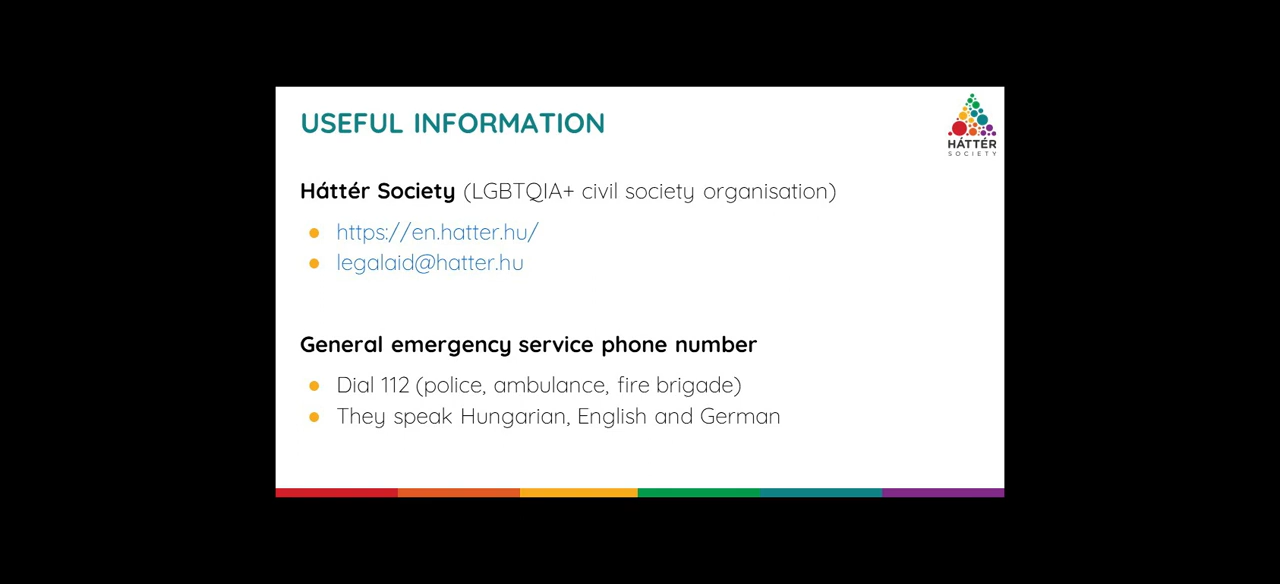 USEFUL INFORMATION
HÁTTÉR
SOCIETY
Háttér Society (LGBTQIA+ civil society organisation)
https://en.hatter.hu/
legalaid@hatter.hu
General emergency service phone number
Dial 112 (police, ambulance, fire brigade)
They speak Hungarian, English and German